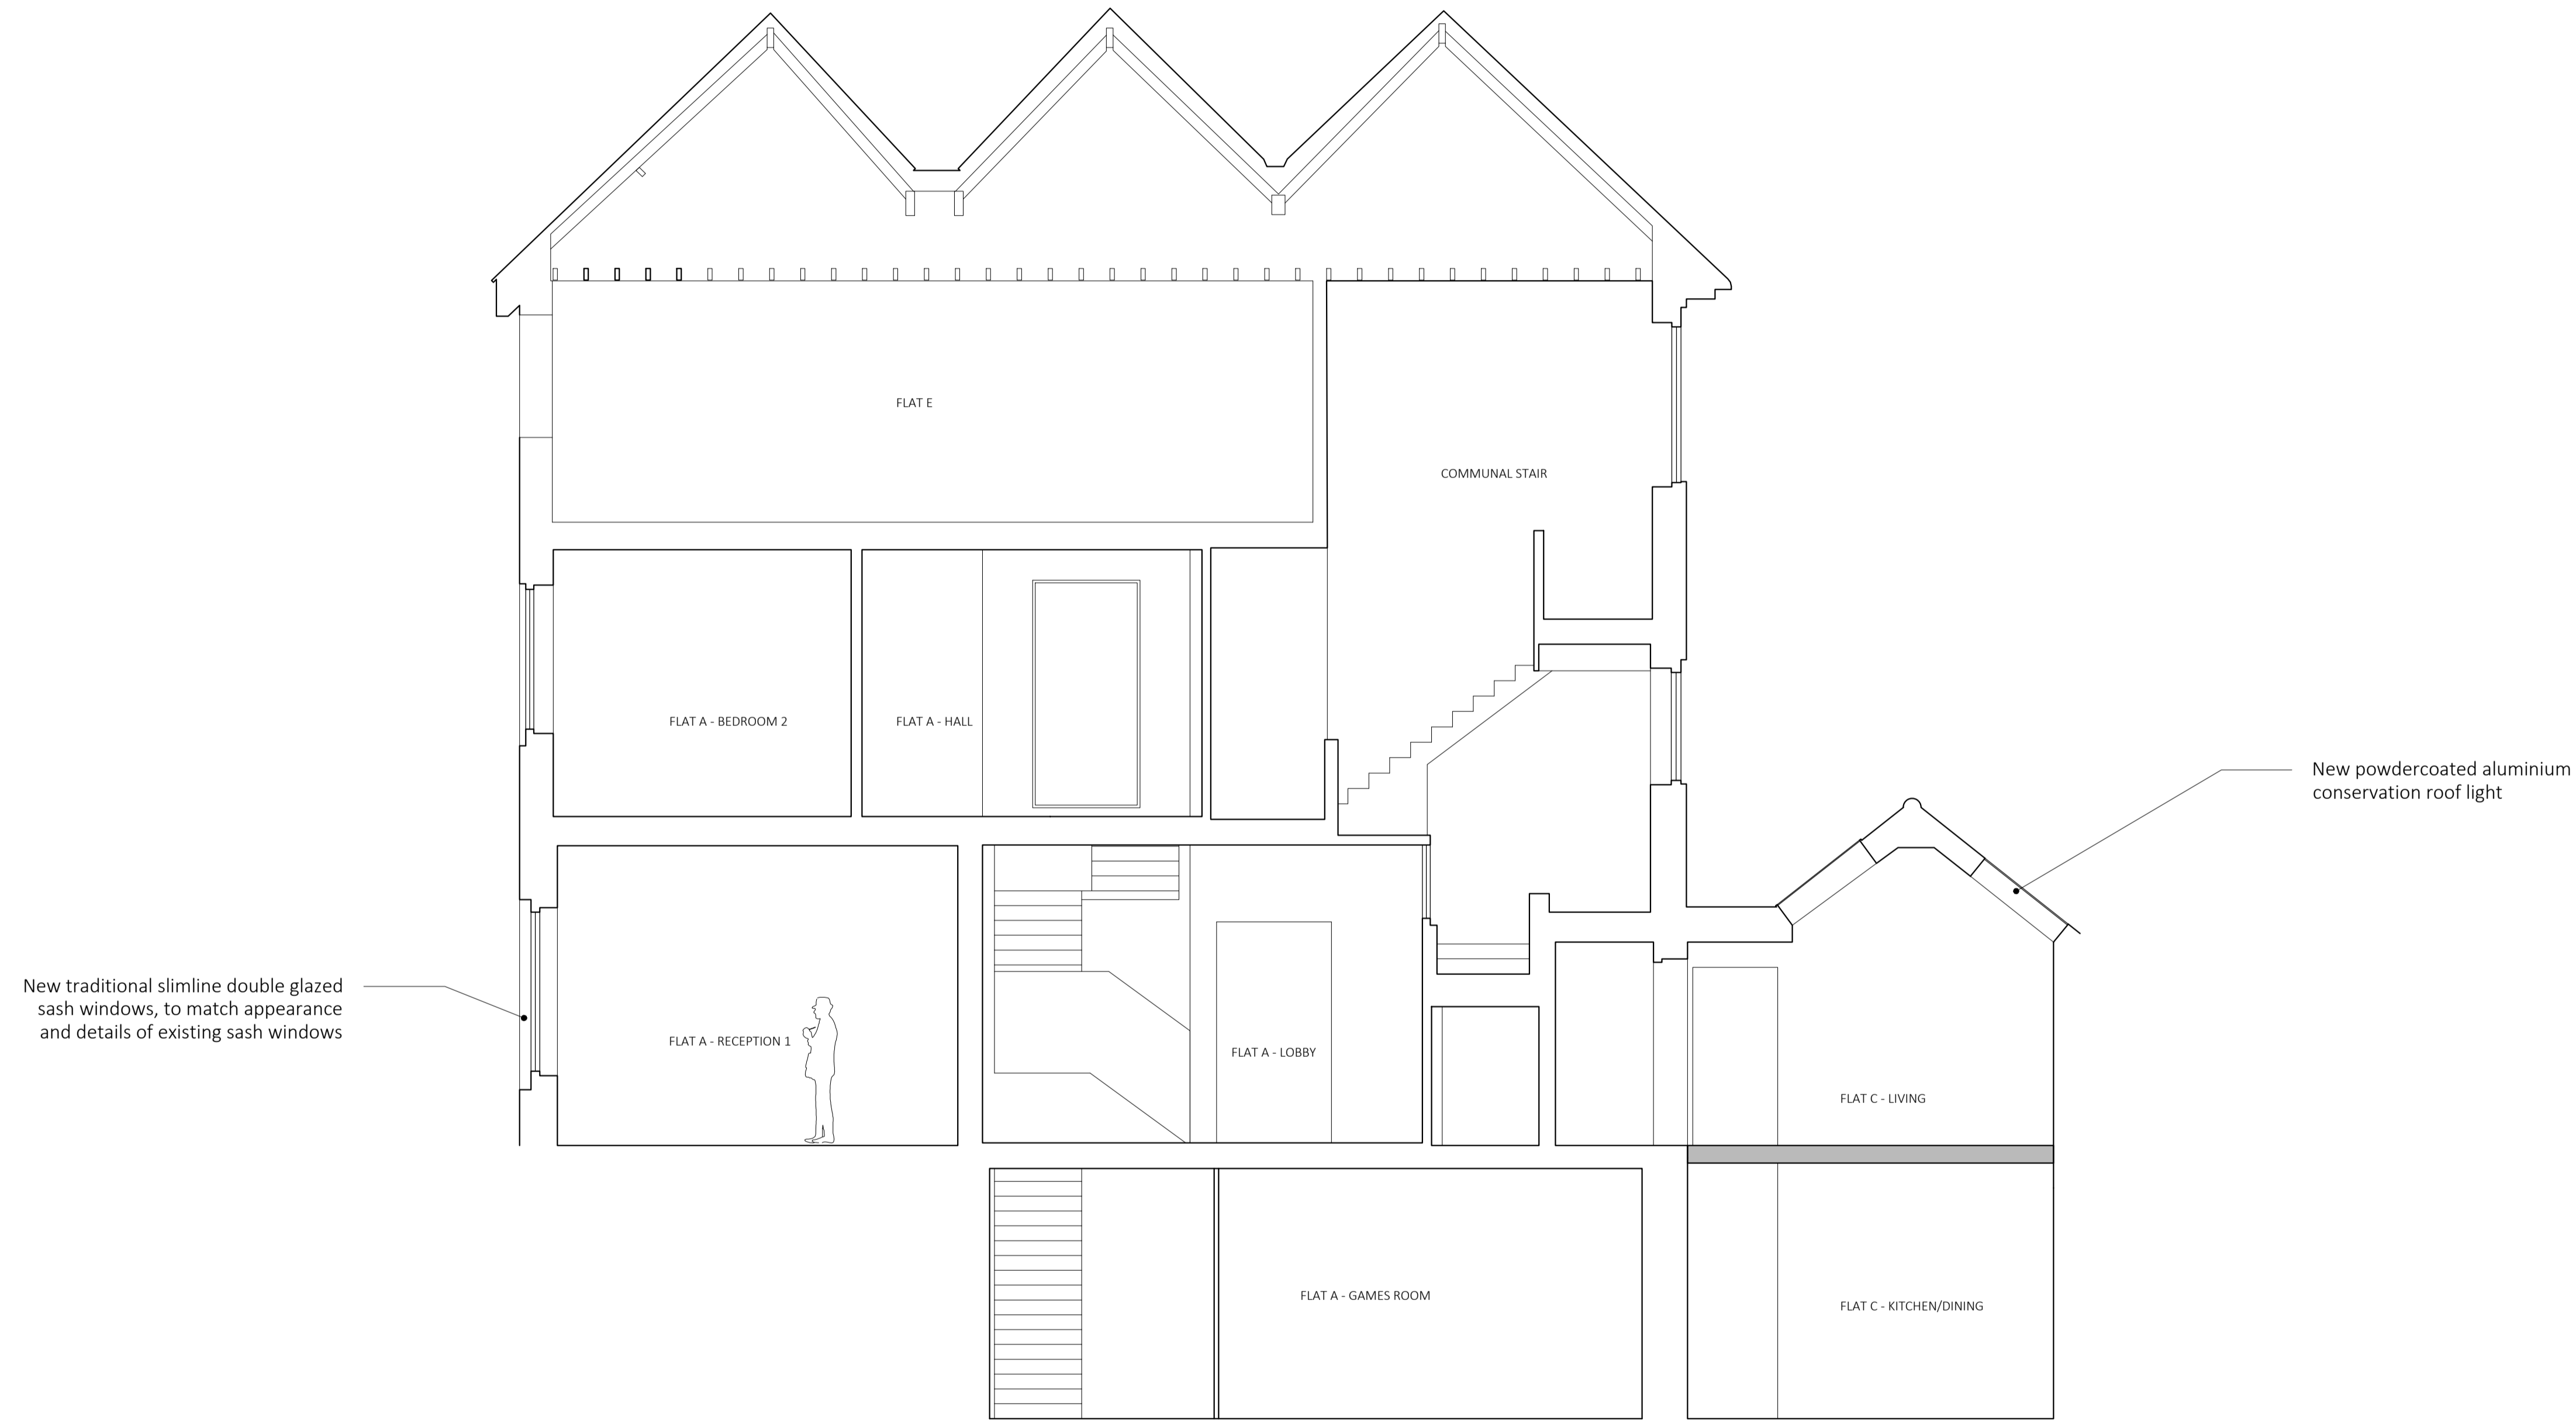 FLAT E
COMMUNAL STAIR
FLAT A - BEDROOM 2
FLAT A - HALL
New powdercoated aluminium
conservation roof light
New traditional slimline double glazed
sash windows, to match appearance
and details of existing sash windows
FLAT A - RECEPTION 1
FLAT A - LOBBY
FLAT C - LIVING
FLAT A - GAMES ROOM
FLAT C - KITCHEN/DINING